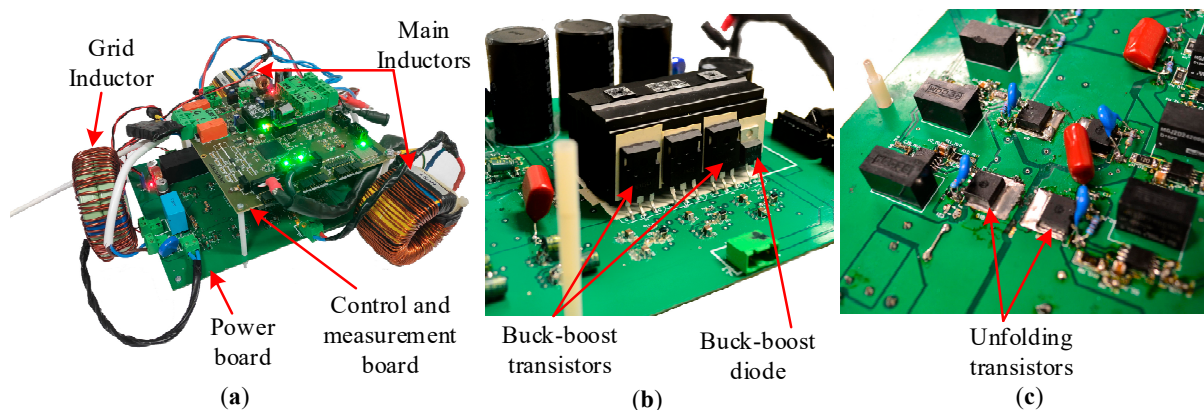 Grid
Inductor
Main
Inductors
Power
board
Control and
measurement
board
(a)
Buck-boost
transistors
Buck-boost
diode
(b)
Unfolding
transistors
(c)